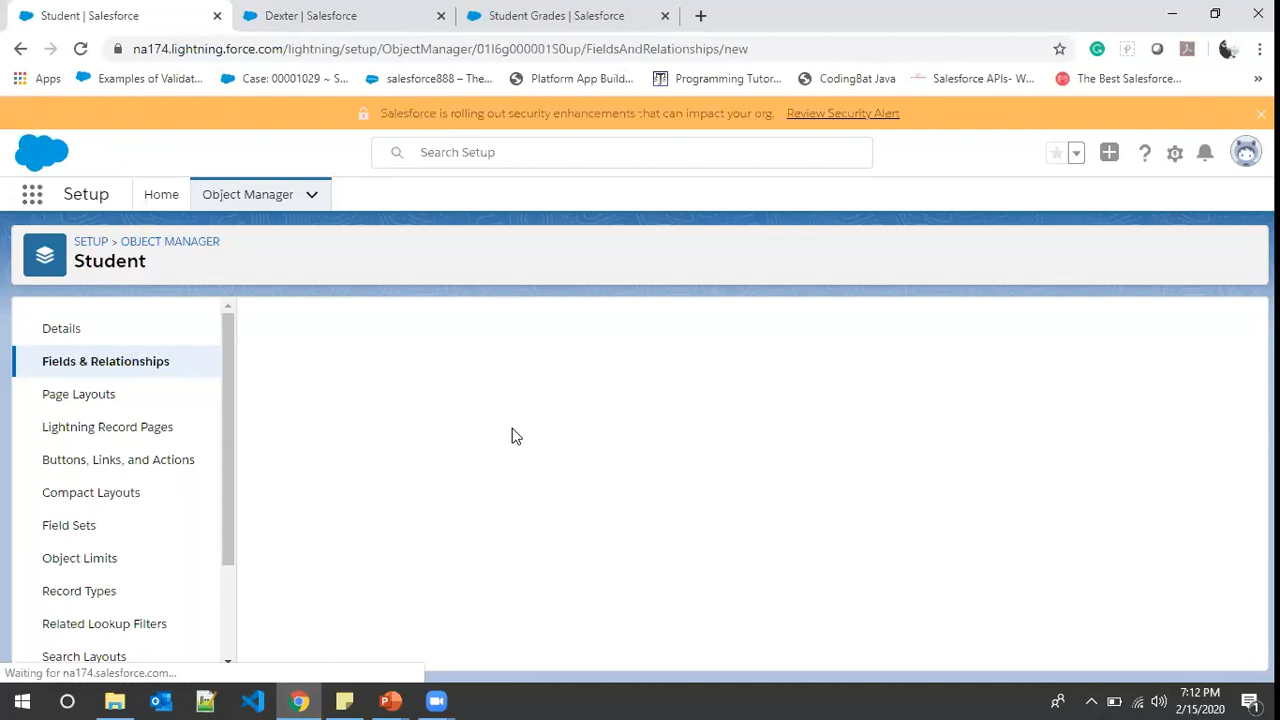 Student | Salesforce
Dexter | Salesforce
Student Grades | Salesforce
na174.lightning.force.com/lightning/setup/ObjectManager/01I6g000001S0up/FieldsAndRelationships/new
Apps
Examples of Validat...
Case: 00001029 ~ S...
salesforce888 – The...
Platform App Build...
Programming Tutor...
CodingBat Java
Salesforce APIs- W...
The Best Salesforce...
Salesforce is rolling out security enhancements that can impact your org.
Review Security Alert
Search Setup
Setup
Home
Object Manager
SETUP > OBJECT MANAGER
Student
Details
Fields & Relationships
Page Layouts
Lightning Record Pages
Buttons, Links, and Actions
Compact Layouts
Field Sets
Object Limits
Record Types
Related Lookup Filters
Search Layouts
Waiting for na174.salesforce.com...
7:12 PM
2/15/2020
1